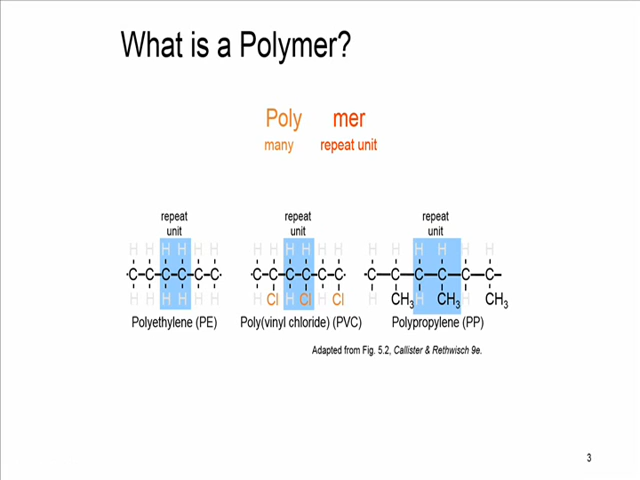 What is a Polymer?
Poly mer
many repeat unit
repeat unit
repeat unit
repeat unit
H H H H H H
C C C C C C
H H H H H H
Polyethylene (PE)
H H H H H H
C C C C C C
H Cl H Cl H Cl
Poly(vinyl chloride) (PVC)
H H H H H H
C C C C C C
H CH3 H CH3 H CH3
Polypropylene (PP)
Adapted from Fig. 5.2, Callister & Rethwisch 9e.
3